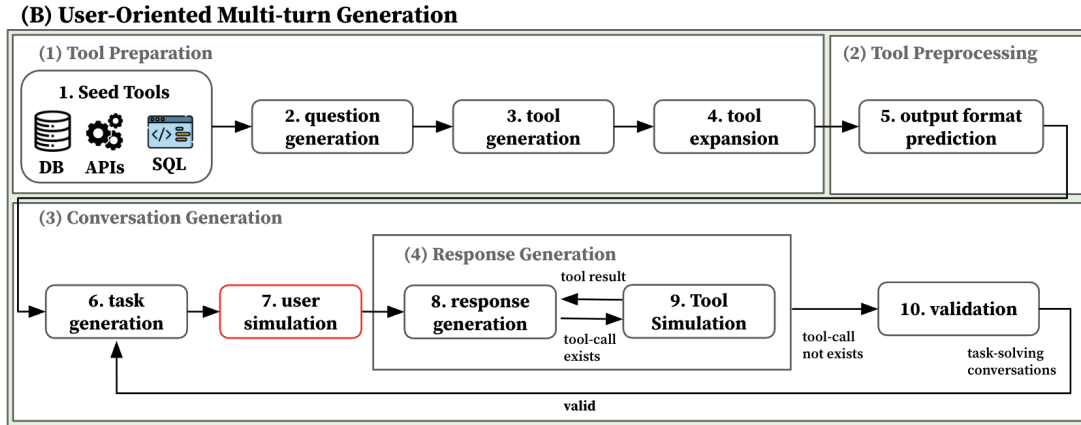 (B) User-Oriented Multi-turn Generation
(1) Tool Preparation
(2) Tool Preprocessing
1. Seed Tools
DB
APIs
SQL
2. question
generation
3. tool
generation
4. tool
expansion
5. output format
prediction
(3) Conversation Generation
(4) Response Generation
6. task
generation
7. user
simulation
8. response
generation
tool result
tool-call
exists
9. Tool
Simulation
tool-call
not exists
10. validation
task-solving
conversations
valid